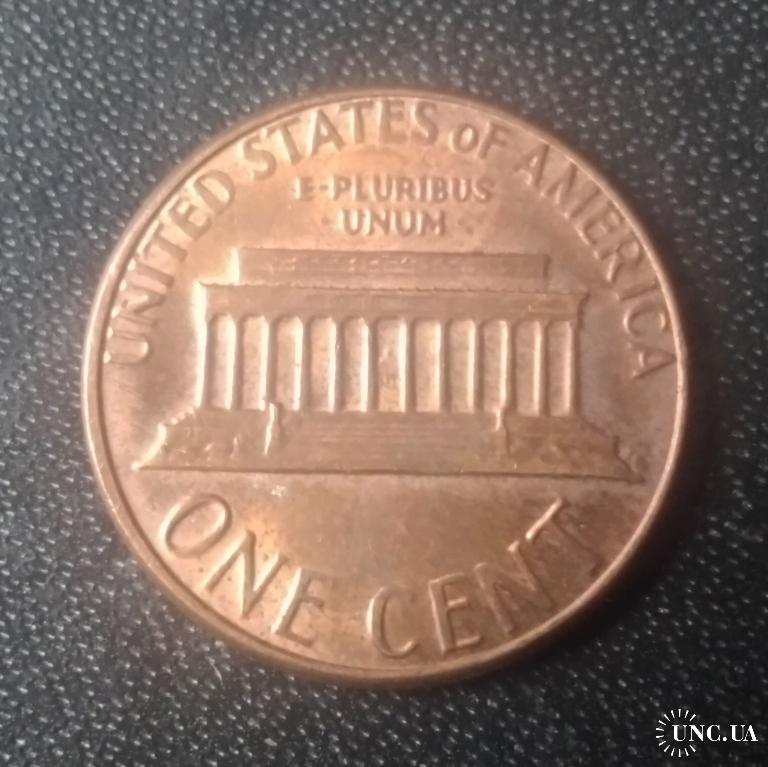 UNITED STATES OF AMERICA
E·PLURIBUS
·UNUM
ONE CENT
UNC.UA